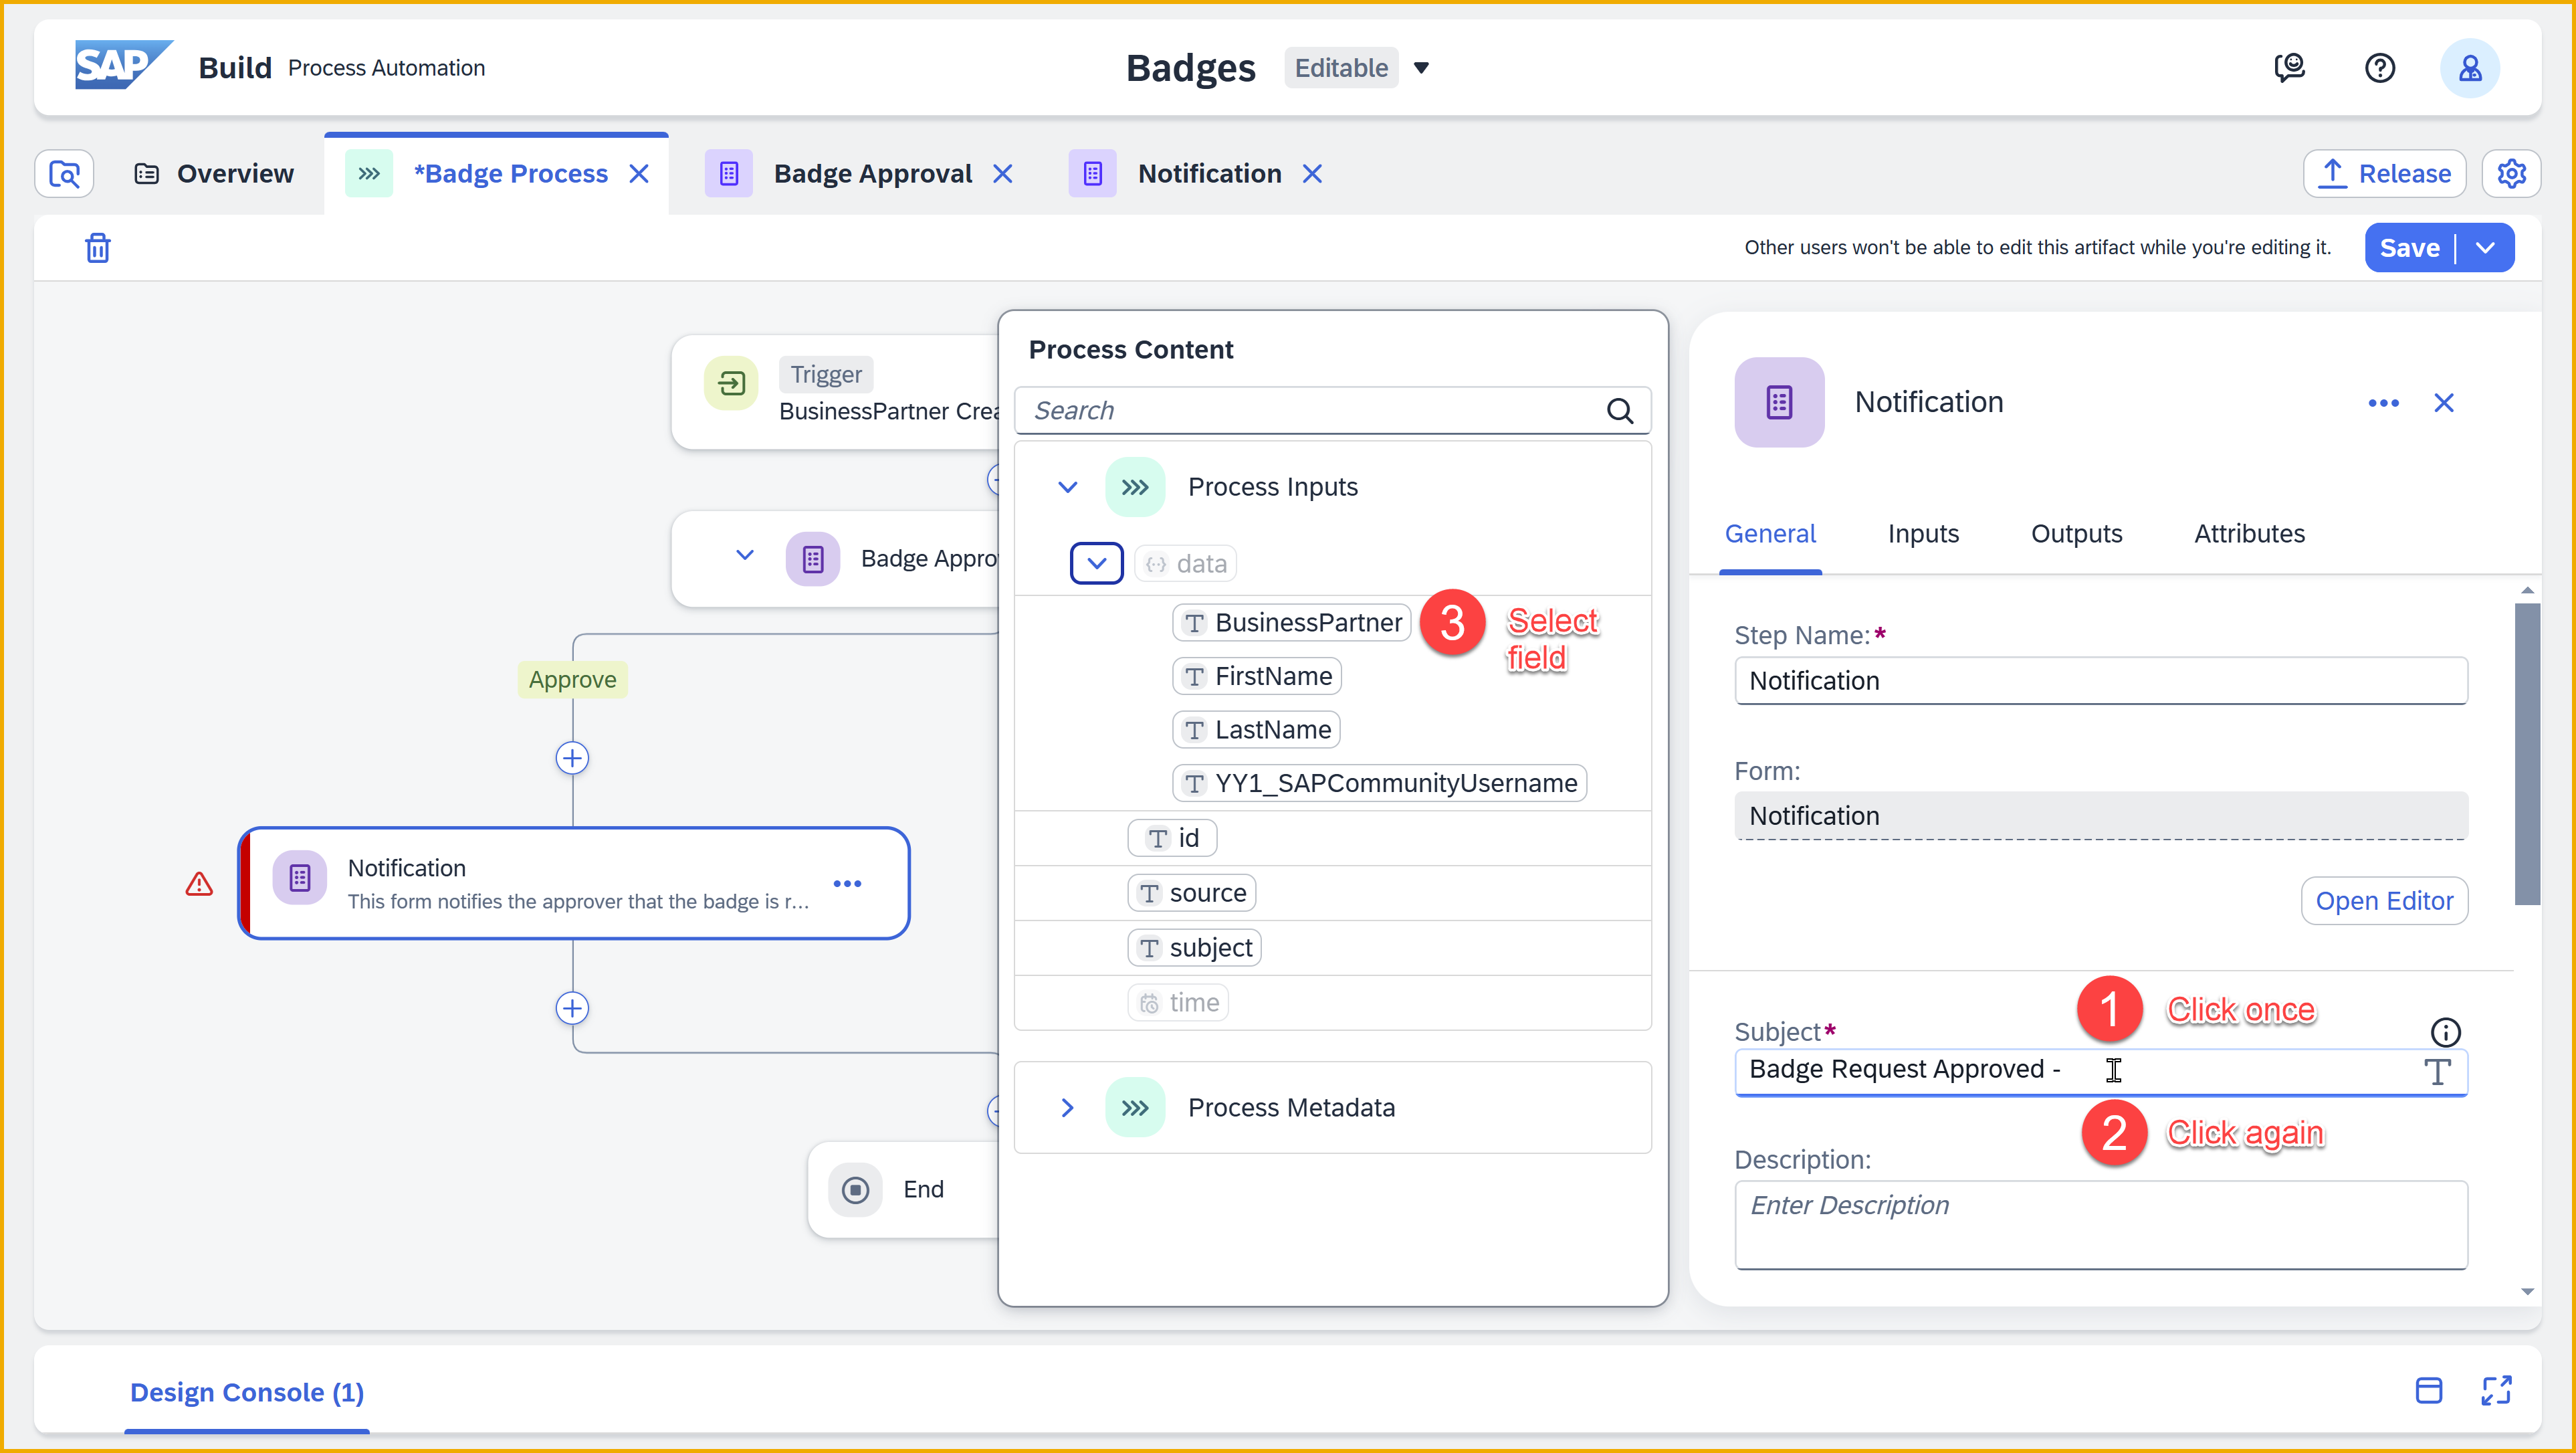 SAP Build Process Automation
Badges Editable
Overview
*Badge Process
Badge Approval
Notification
Release
Other users won't be able to edit this artifact while you're editing it.
Save
Trigger
BusinessPartner Crea
Badge Appro
Approve
Notification
This form notifies the approver that the badge is r...
End
Process Content
Search
Process Inputs
data
BusinessPartner
3 Select
field
FirstName
LastName
YY1_SAPCommunityUsername
id
source
subject
time
Process Metadata
Notification
General Inputs Outputs Attributes
Step Name:*
Notification
Form:
Notification
Open Editor
1 Click once
Subject*
Badge Request Approved -
2 Click again
Description:
Enter Description
Design Console (1)